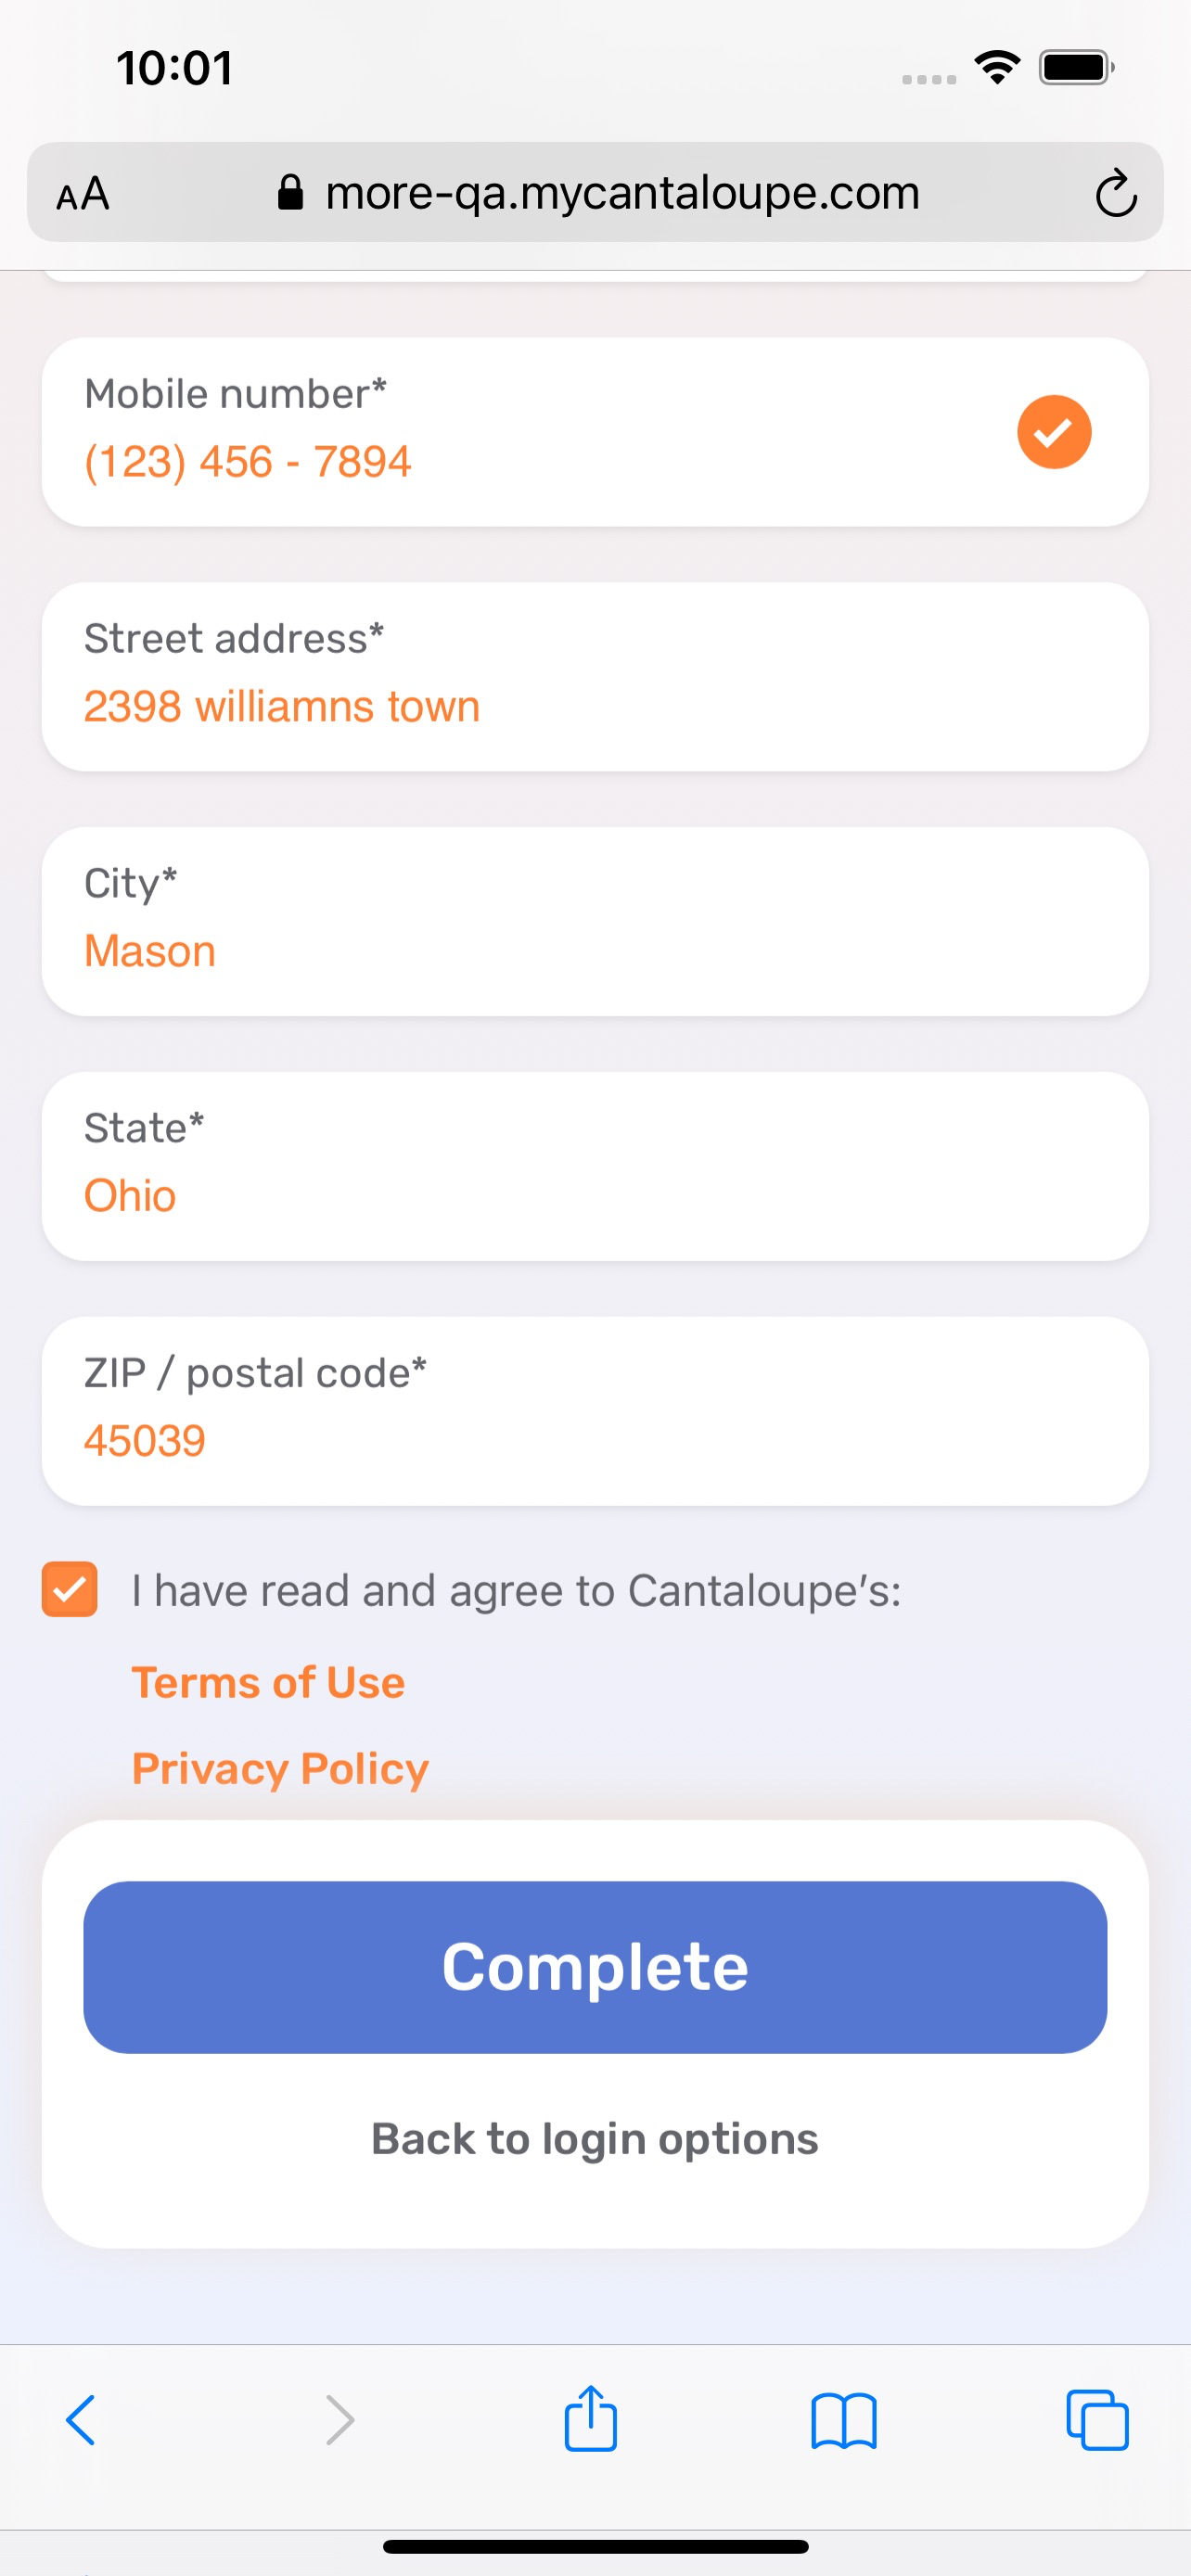 10:01
AA more-qa.mycantaloupe.com
Mobile number*
(123) 456 - 7894
Street address*
2398 williamns town
City*
Mason
State*
Ohio
ZIP / postal code*
45039
I have read and agree to Cantaloupe’s:
Terms of Use
Privacy Policy
Complete
Back to login options